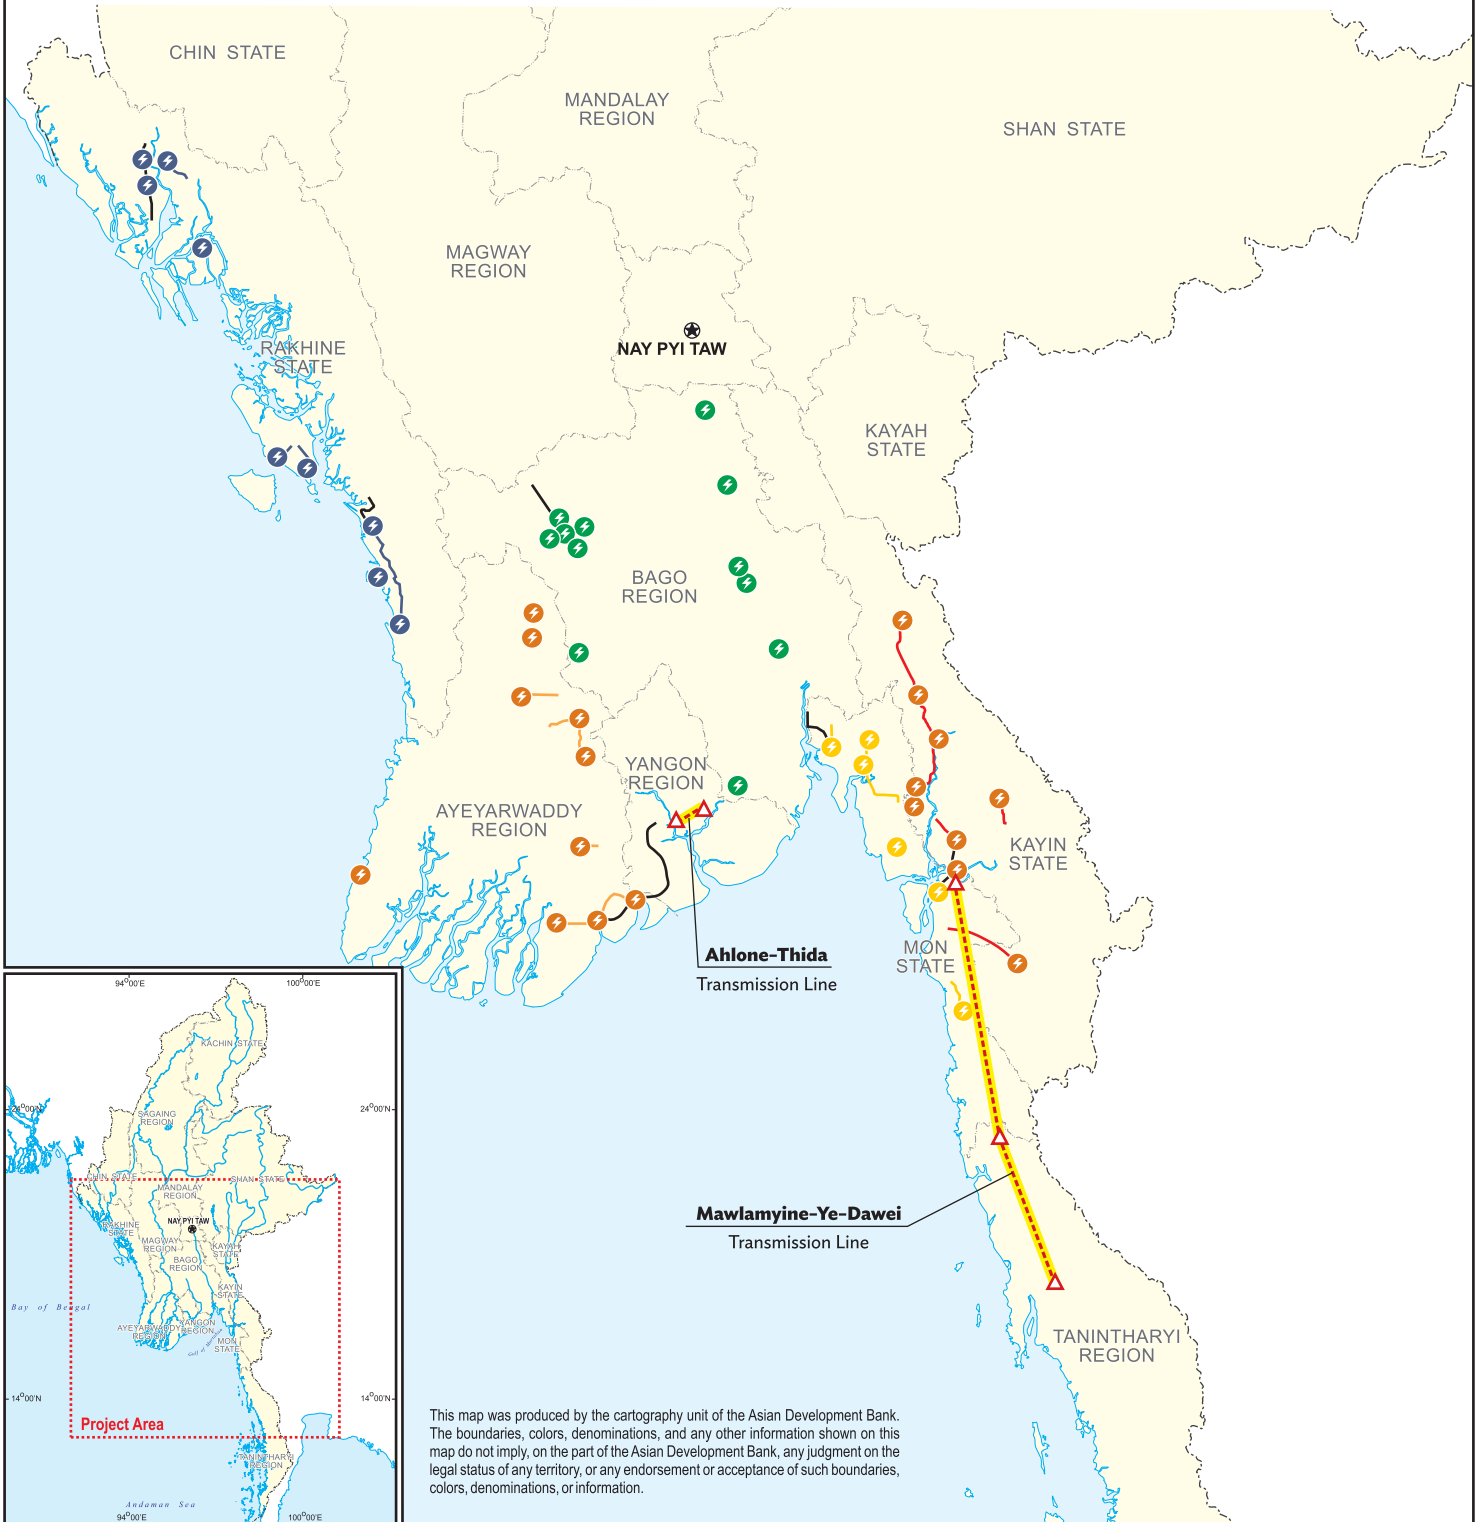 CHIN STATE
MANDALAY
REGION
SHAN STATE
MAGWAY
REGION
RAKHINE
STATE
NAY PYI TAW
KAYAH
STATE
BAGO
REGION
YANGON
REGION
AYEYARWADDY
REGION
KAYIN
STATE
MON
STATE
Ahlone-Thida
Transmission Line
Mawlamyine-Ye-Dawei
Transmission Line
TANINTHARYI
REGION
94°00'E
100°00'E
KACHIN STATE
24°00'N
24°00'N
SAGAING
REGION
CHIN STATE
SHAN STATE
MANDALAY
REGION
NAY PYI TAW
RAKHINE
STATE
MAGWAY
REGION
KAYAH
STATE
BAGO
REGION
KAYIN
STATE
Bay of Bengal
AYEYARWADDY
REGION
YANGON
REGION
MON
STATE
14°00'N
14°00'N
Project Area
TANINTHARYI
REGION
Andaman Sea
94°00'E
100°00'E
This map was produced by the cartography unit of the Asian Development Bank.
The boundaries, colors, denominations, and any other information shown on this
map do not imply, on the part of the Asian Development Bank, any judgment on the
legal status of any territory, or any endorsement or acceptance of such boundaries,
colors, denominations, or information.